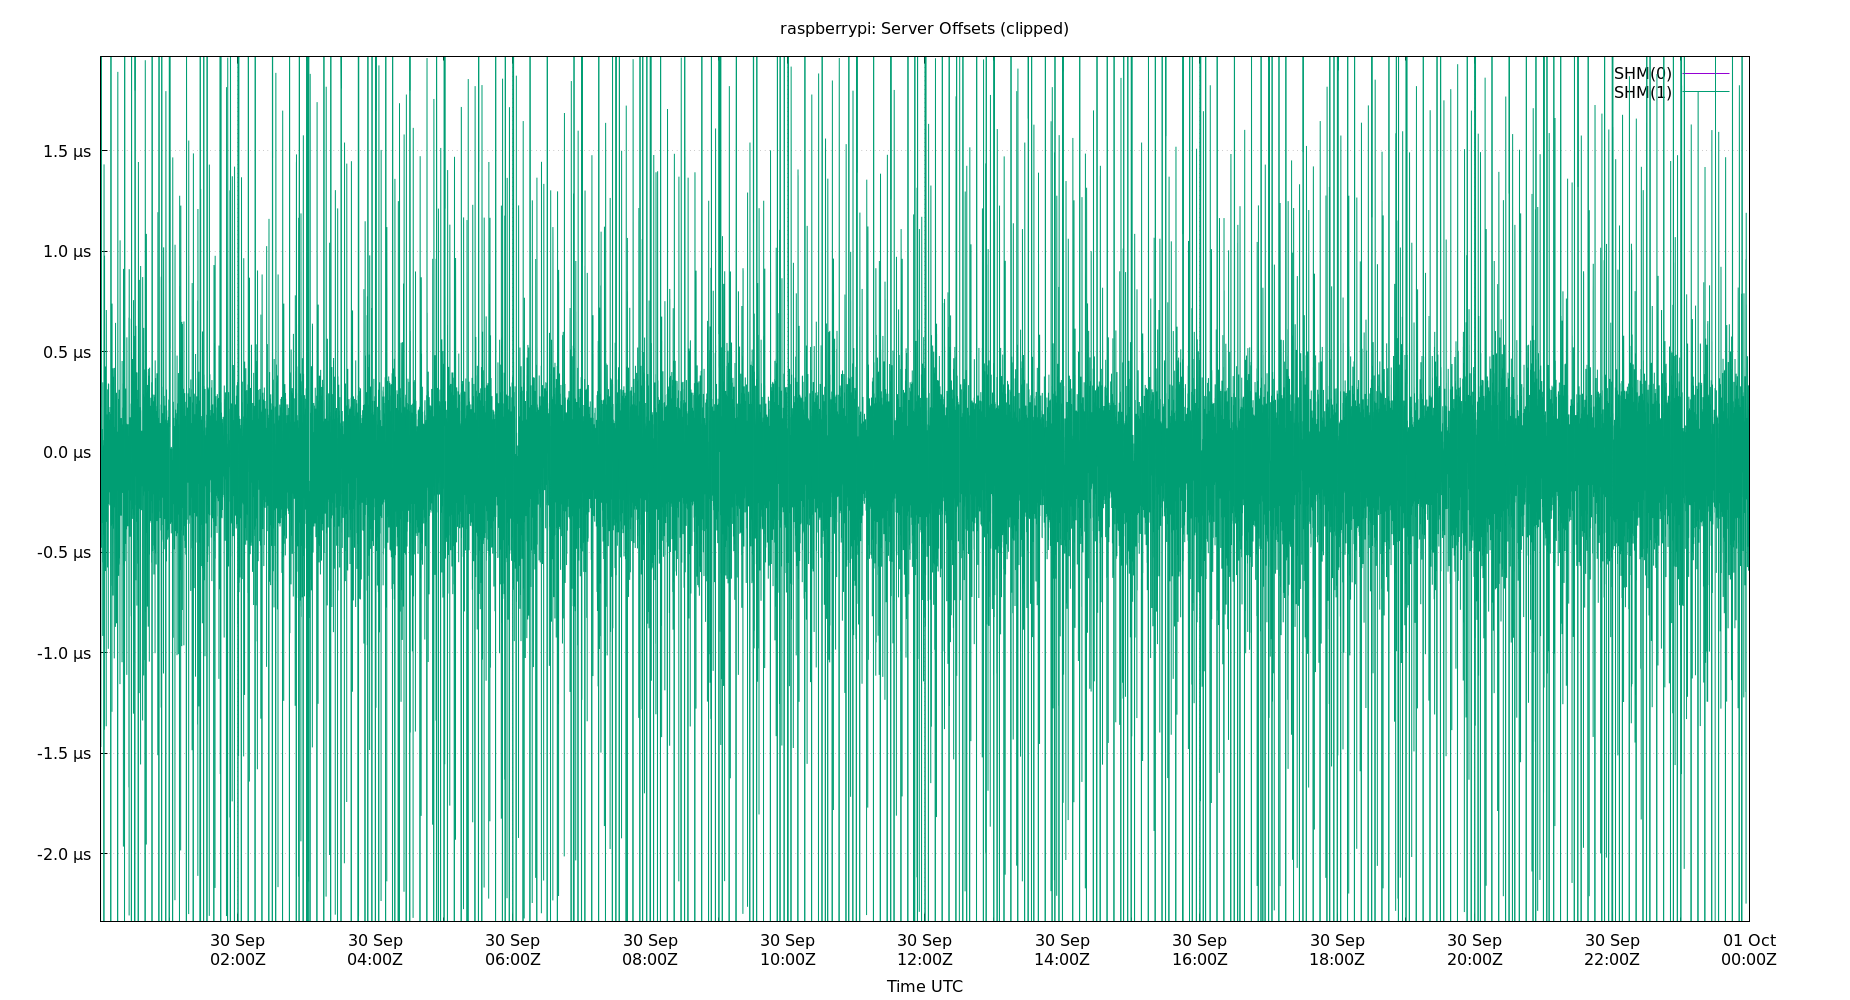 raspberrypi: Server Offsets (clipped)
SHM(0)
SHM(1)
1.5 µs
1.0 µs
0.5 µs
0.0 µs
-0.5 µs
-1.0 µs
-1.5 µs
-2.0 µs
30 Sep 30 Sep 30 Sep 30 Sep 30 Sep 30 Sep 30 Sep 30 Sep 30 Sep 30 Sep 30 Sep 01 Oct
02:00Z 04:00Z 06:00Z 08:00Z 10:00Z 12:00Z 14:00Z 16:00Z 18:00Z 20:00Z 22:00Z 00:00Z
Time UTC